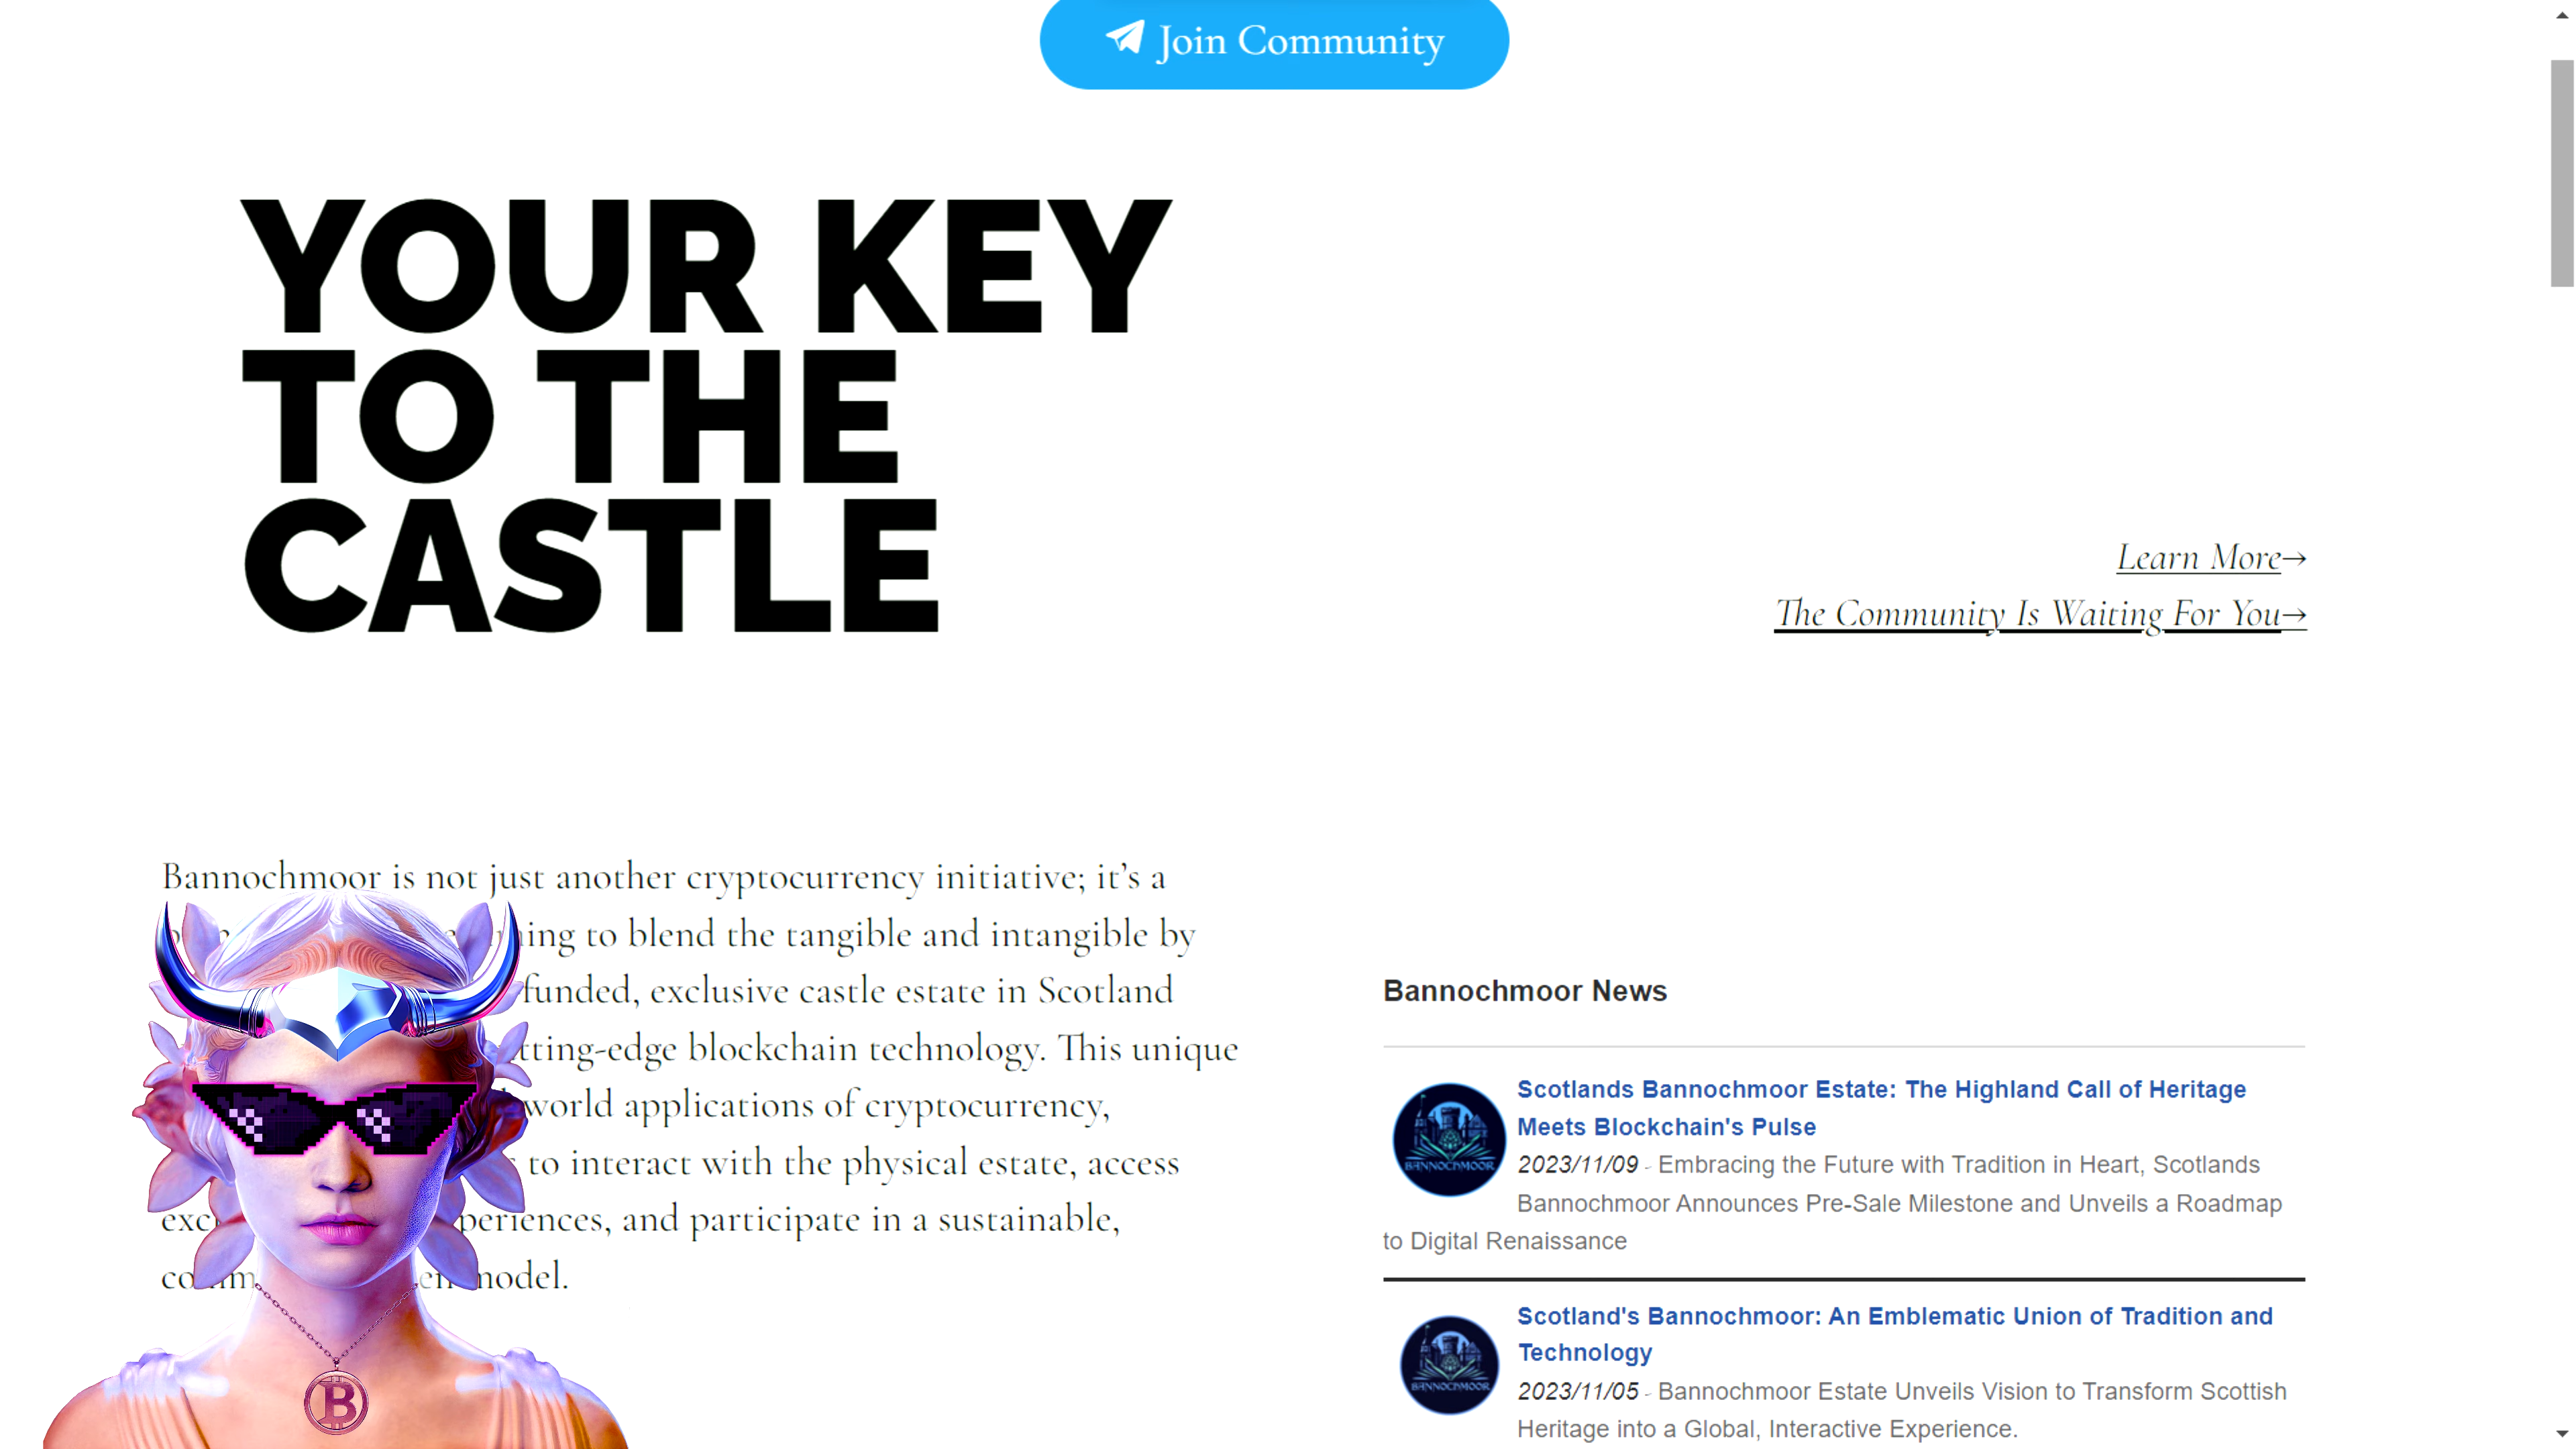 Join Community
YOUR KEY
TO THE
CASTLE
Learn More→
The Community Is Waiting For You→
Bannochmoor is not just another cryptocurrency initiative; it's a
ing to blend the tangible and intangible by
funded, exclusive castle estate in Scotland
tting-edge blockchain technology. This unique
world applications of cryptocurrency,
to interact with the physical estate, access
exc periences, and participate in a sustainable,
comm en model.
Bannochmoor News
Scotlands Bannochmoor Estate: The Highland Call of Heritage
Meets Blockchain's Pulse
2023/11/09 - Embracing the Future with Tradition in Heart, Scotlands
Bannochmoor Announces Pre-Sale Milestone and Unveils a Roadmap
to Digital Renaissance
BANNOCHMOOR
Scotland's Bannochmoor: An Emblematic Union of Tradition and
Technology
2023/11/05 - Bannochmoor Estate Unveils Vision to Transform Scottish
Heritage into a Global, Interactive Experience.
BANNOCHMOOR
B